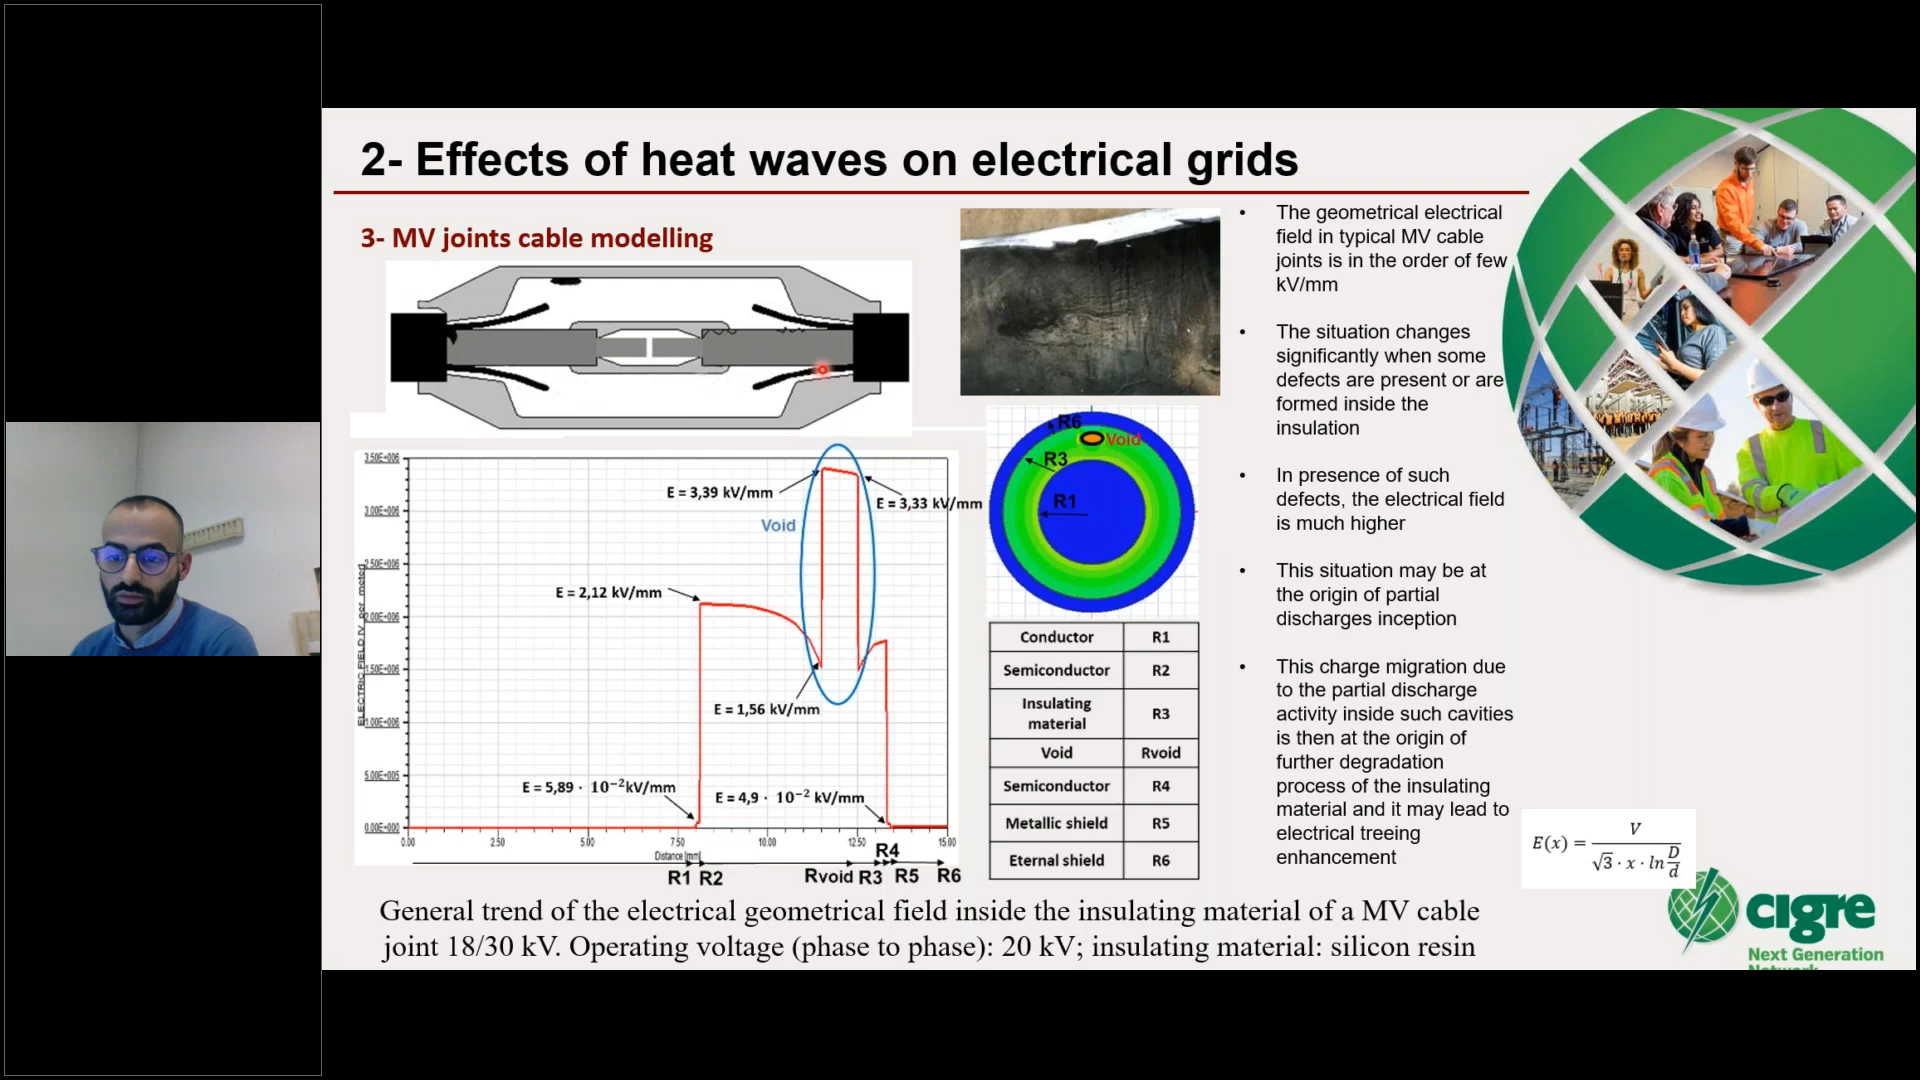 2- Effects of heat waves on electrical grids
3- MV joints cable modelling
E = 3,39 kV/mm
E = 3,33 kV/mm
Void
E = 2,12 kV/mm
E = 1,56 kV/mm
E = 5,89 · 10⁻²kV/mm
E = 4,9 · 10⁻² kV/mm
3.50E+006
3.00E+006
2.50E+006
2.00E+006
1.50E+006
1.00E+006
5.00E+005
0.00E+000
0.00 2.50 5.00 7.50 10.00 12.50 15.00
Distance [mm]
R4
R1 R2 Rvoid R3 R5 R6
R6
Void
R3
R1
Conductor R1
Semiconductor R2
Insulating
material R3
Void Rvoid
Semiconductor R4
Metallic shield R5
Eternal shield R6
• The geometrical electrical
field in typical MV cable
joints is in the order of few
kV/mm
• The situation changes
significantly when some
defects are present or are
formed inside the
insulation
• In presence of such
defects, the electrical field
is much higher
• This situation may be at
the origin of partial
discharges inception
• This charge migration due
to the partial discharge
activity inside such cavities
is then at the origin of
further degradation
process of the insulating
material and it may lead to
electrical treeing
enhancement
E(x) = V / (√3 · x · ln D/d)
General trend of the electrical geometrical field inside the insulating material of a MV cable
joint 18/30 kV. Operating voltage (phase to phase): 20 kV; insulating material: silicon resin
cigre
Next Generation
Network